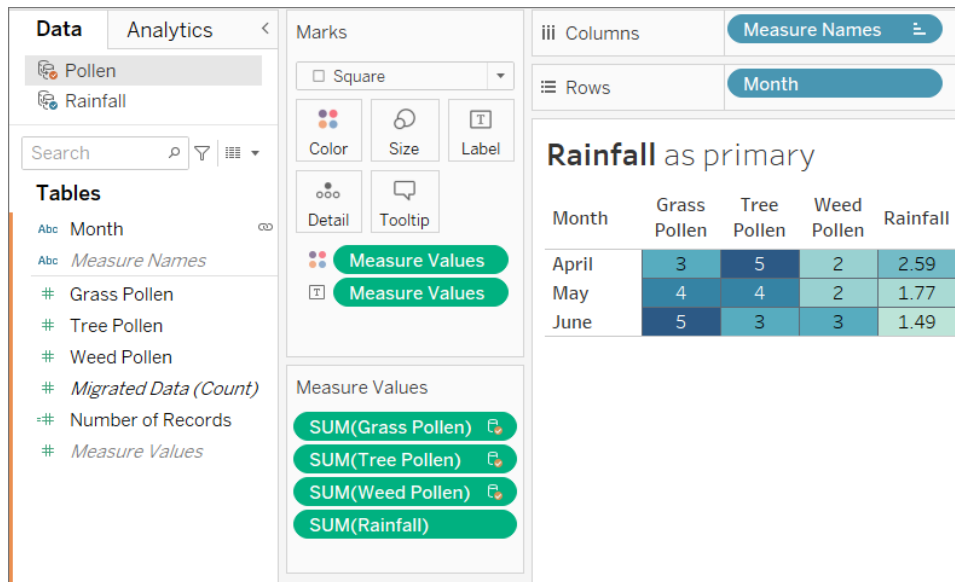 Data Analytics
Pollen
Rainfall
Search
Tables
Abc Month
Abc Measure Names
# Grass Pollen
# Tree Pollen
# Weed Pollen
# Migrated Data (Count)
=# Number of Records
# Measure Values
Marks
Square
Color Size Label
T
Detail Tooltip
Measure Values
T Measure Values
Measure Values
SUM(Grass Pollen)
SUM(Tree Pollen)
SUM(Weed Pollen)
SUM(Rainfall)
iii Columns Measure Names
Rows Month
Rainfall as primary
Month Grass Pollen Tree Pollen Weed Pollen Rainfall
April 3 5 2 2.59
May 4 4 2 1.77
June 5 3 3 1.49